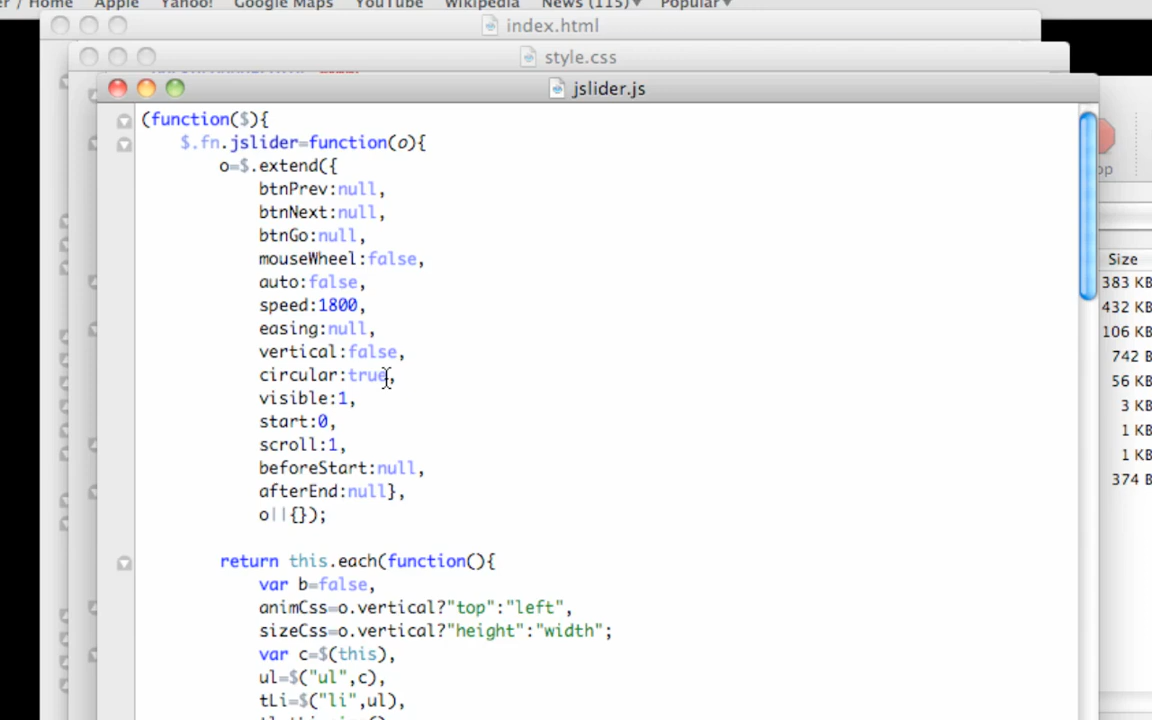 / Home Apple Yahoo! Google Maps YouTube Wikipedia News (115) Popular
index.html
style.css
jslider.js
(function($){
$.fn.jslider=function(o){
o=$.extend({
btnPrev:null,
btnNext:null,
btnGo:null,
mouseWheel:false,
auto:false,
speed:1800,
easing:null,
vertical:false,
circular:true,
visible:1,
start:0,
scroll:1,
beforeStart:null,
afterEnd:null},
o||{});
return this.each(function(){
var b=false,
animCss=o.vertical?"top":"left",
sizeCss=o.vertical?"height":"width";
var c=$(this),
ul=$("ul",c),
tLi=$("li",ul),
op
Size
383 KB
432 KB
106 KB
742 B
56 KB
3 KB
1 KB
1 KB
374 B